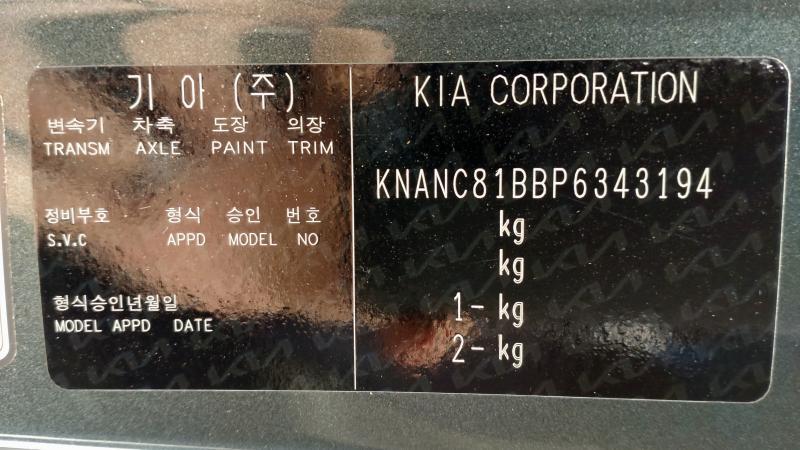 기 아 (주)
변속기 차축 도장 의장
TRANSM AXLE PAINT TRIM
정비부호 형식 승인 번호
S.V.C APPD MODEL NO
형식승인년월일
MODEL APPD DATE
KIA CORPORATION
KNANC81BBP6343194
kg
kg
1- kg
2- kg